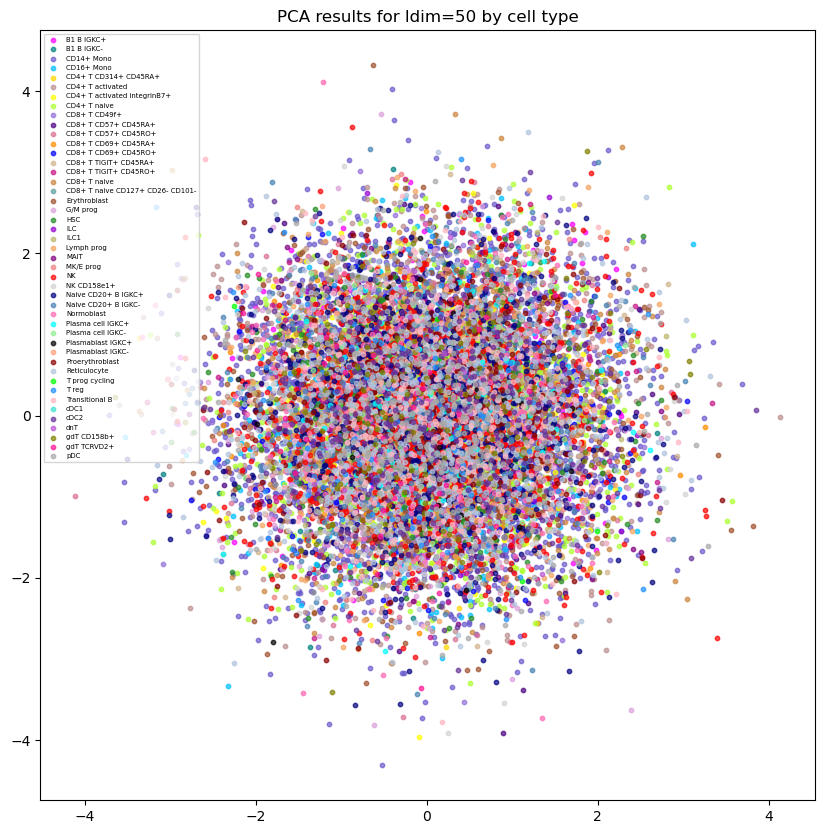 PCA results for ldim=50 by cell type
B1 B IGKC+
B1 B IGKC-
CD14+ Mono
CD16+ Mono
CD4+ T CD314+ CD45RA+
CD4+ T activated
CD4+ T activated integrinB7+
CD4+ T naive
CD8+ T CD49f+
CD8+ T CD57+ CD45RA+
CD8+ T CD57+ CD45RO+
CD8+ T CD69+ CD45RA+
CD8+ T CD69+ CD45RO+
CD8+ T TIGIT+ CD45RA+
CD8+ T TIGIT+ CD45RO+
CD8+ T naive
CD8+ T naive CD127+ CD26- CD101-
Erythroblast
G/M prog
HSC
ILC
ILC1
Lymph prog
MAIT
MK/E prog
NK
NK CD158e1+
Naive CD20+ B IGKC+
Naive CD20+ B IGKC-
Normoblast
Plasma cell IGKC+
Plasma cell IGKC-
Plasmablast IGKC+
Plasmablast IGKC-
Proerythroblast
Reticulocyte
T prog cycling
T reg
Transitional B
cDC1
cDC2
dnT
gdT CD158b+
gdT TCRVD2+
pDC
4
2
0
−2
−4
−4
−2
0
2
4